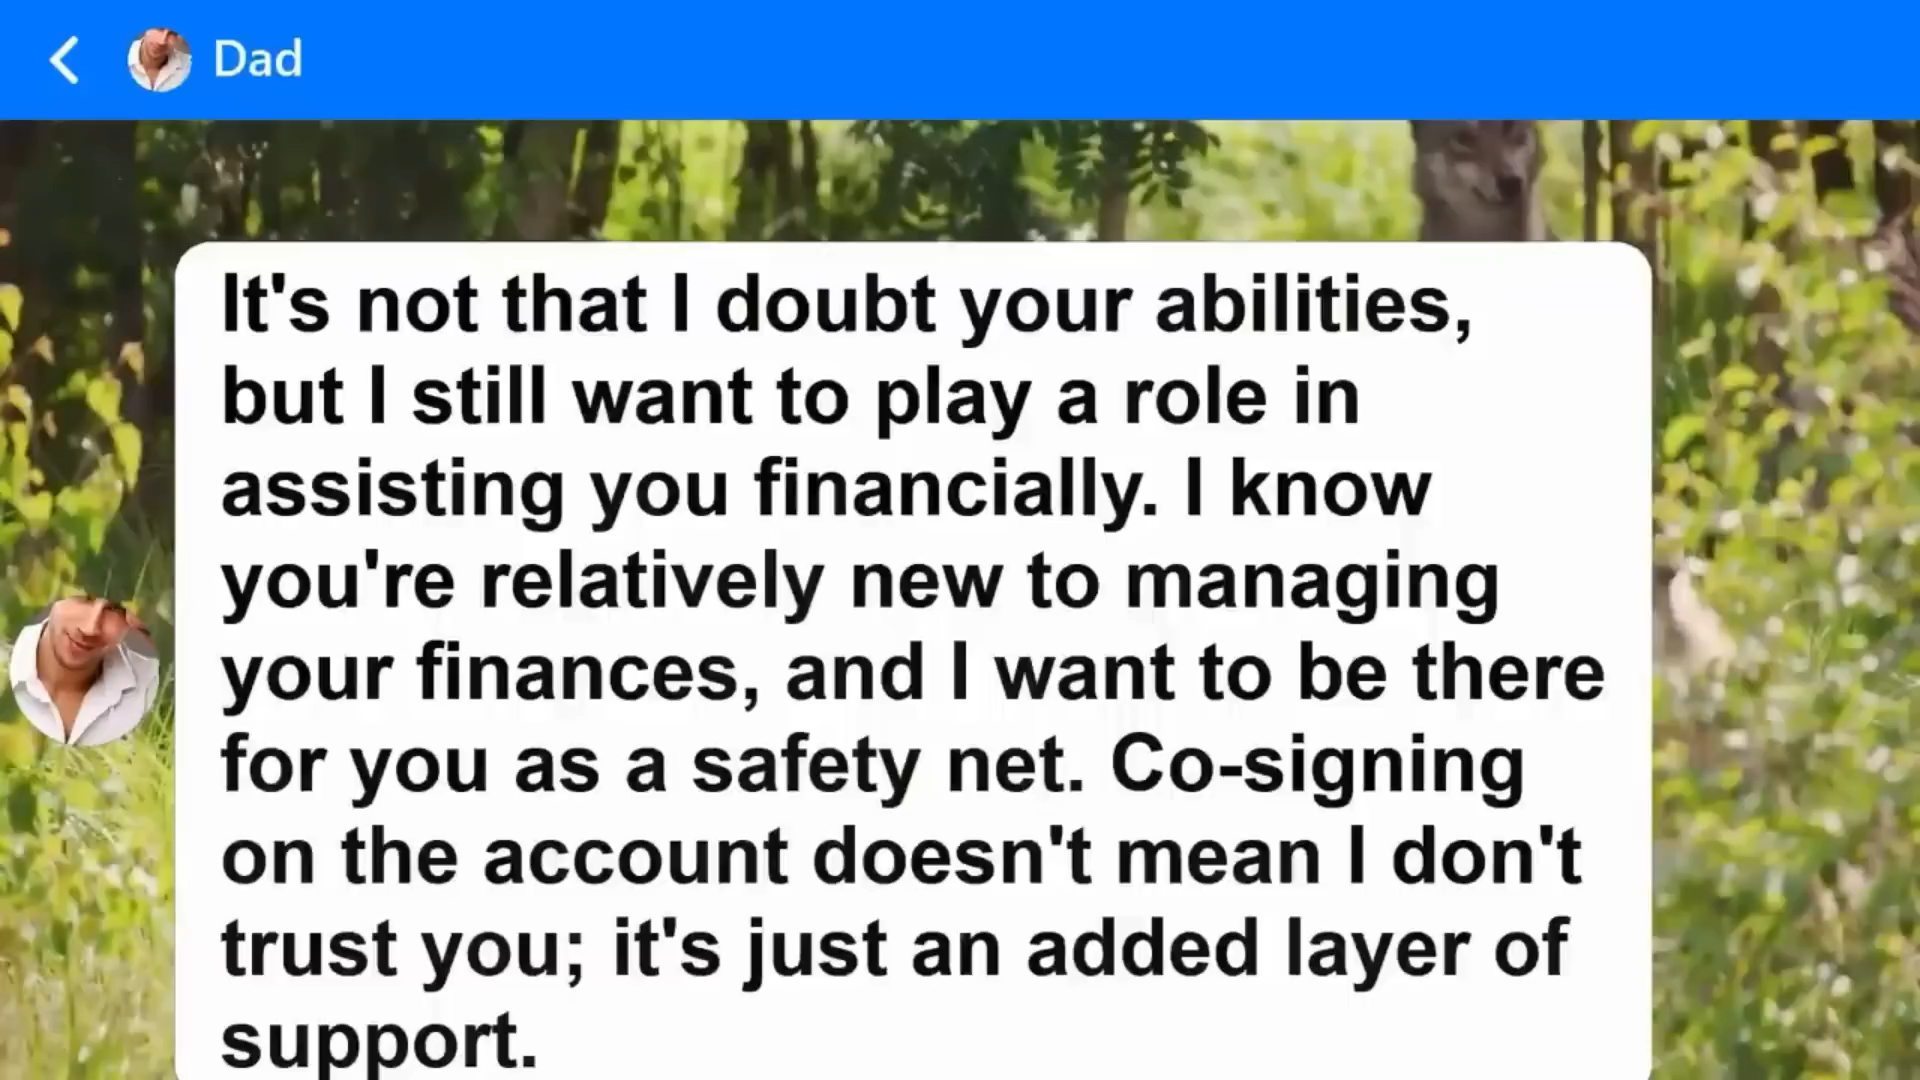 Dad
It's not that I doubt your abilities,
but I still want to play a role in
assisting you financially. I know
you're relatively new to managing
your finances, and I want to be there
for you as a safety net. Co-signing
on the account doesn't mean I don't
trust you; it's just an added layer of
support.